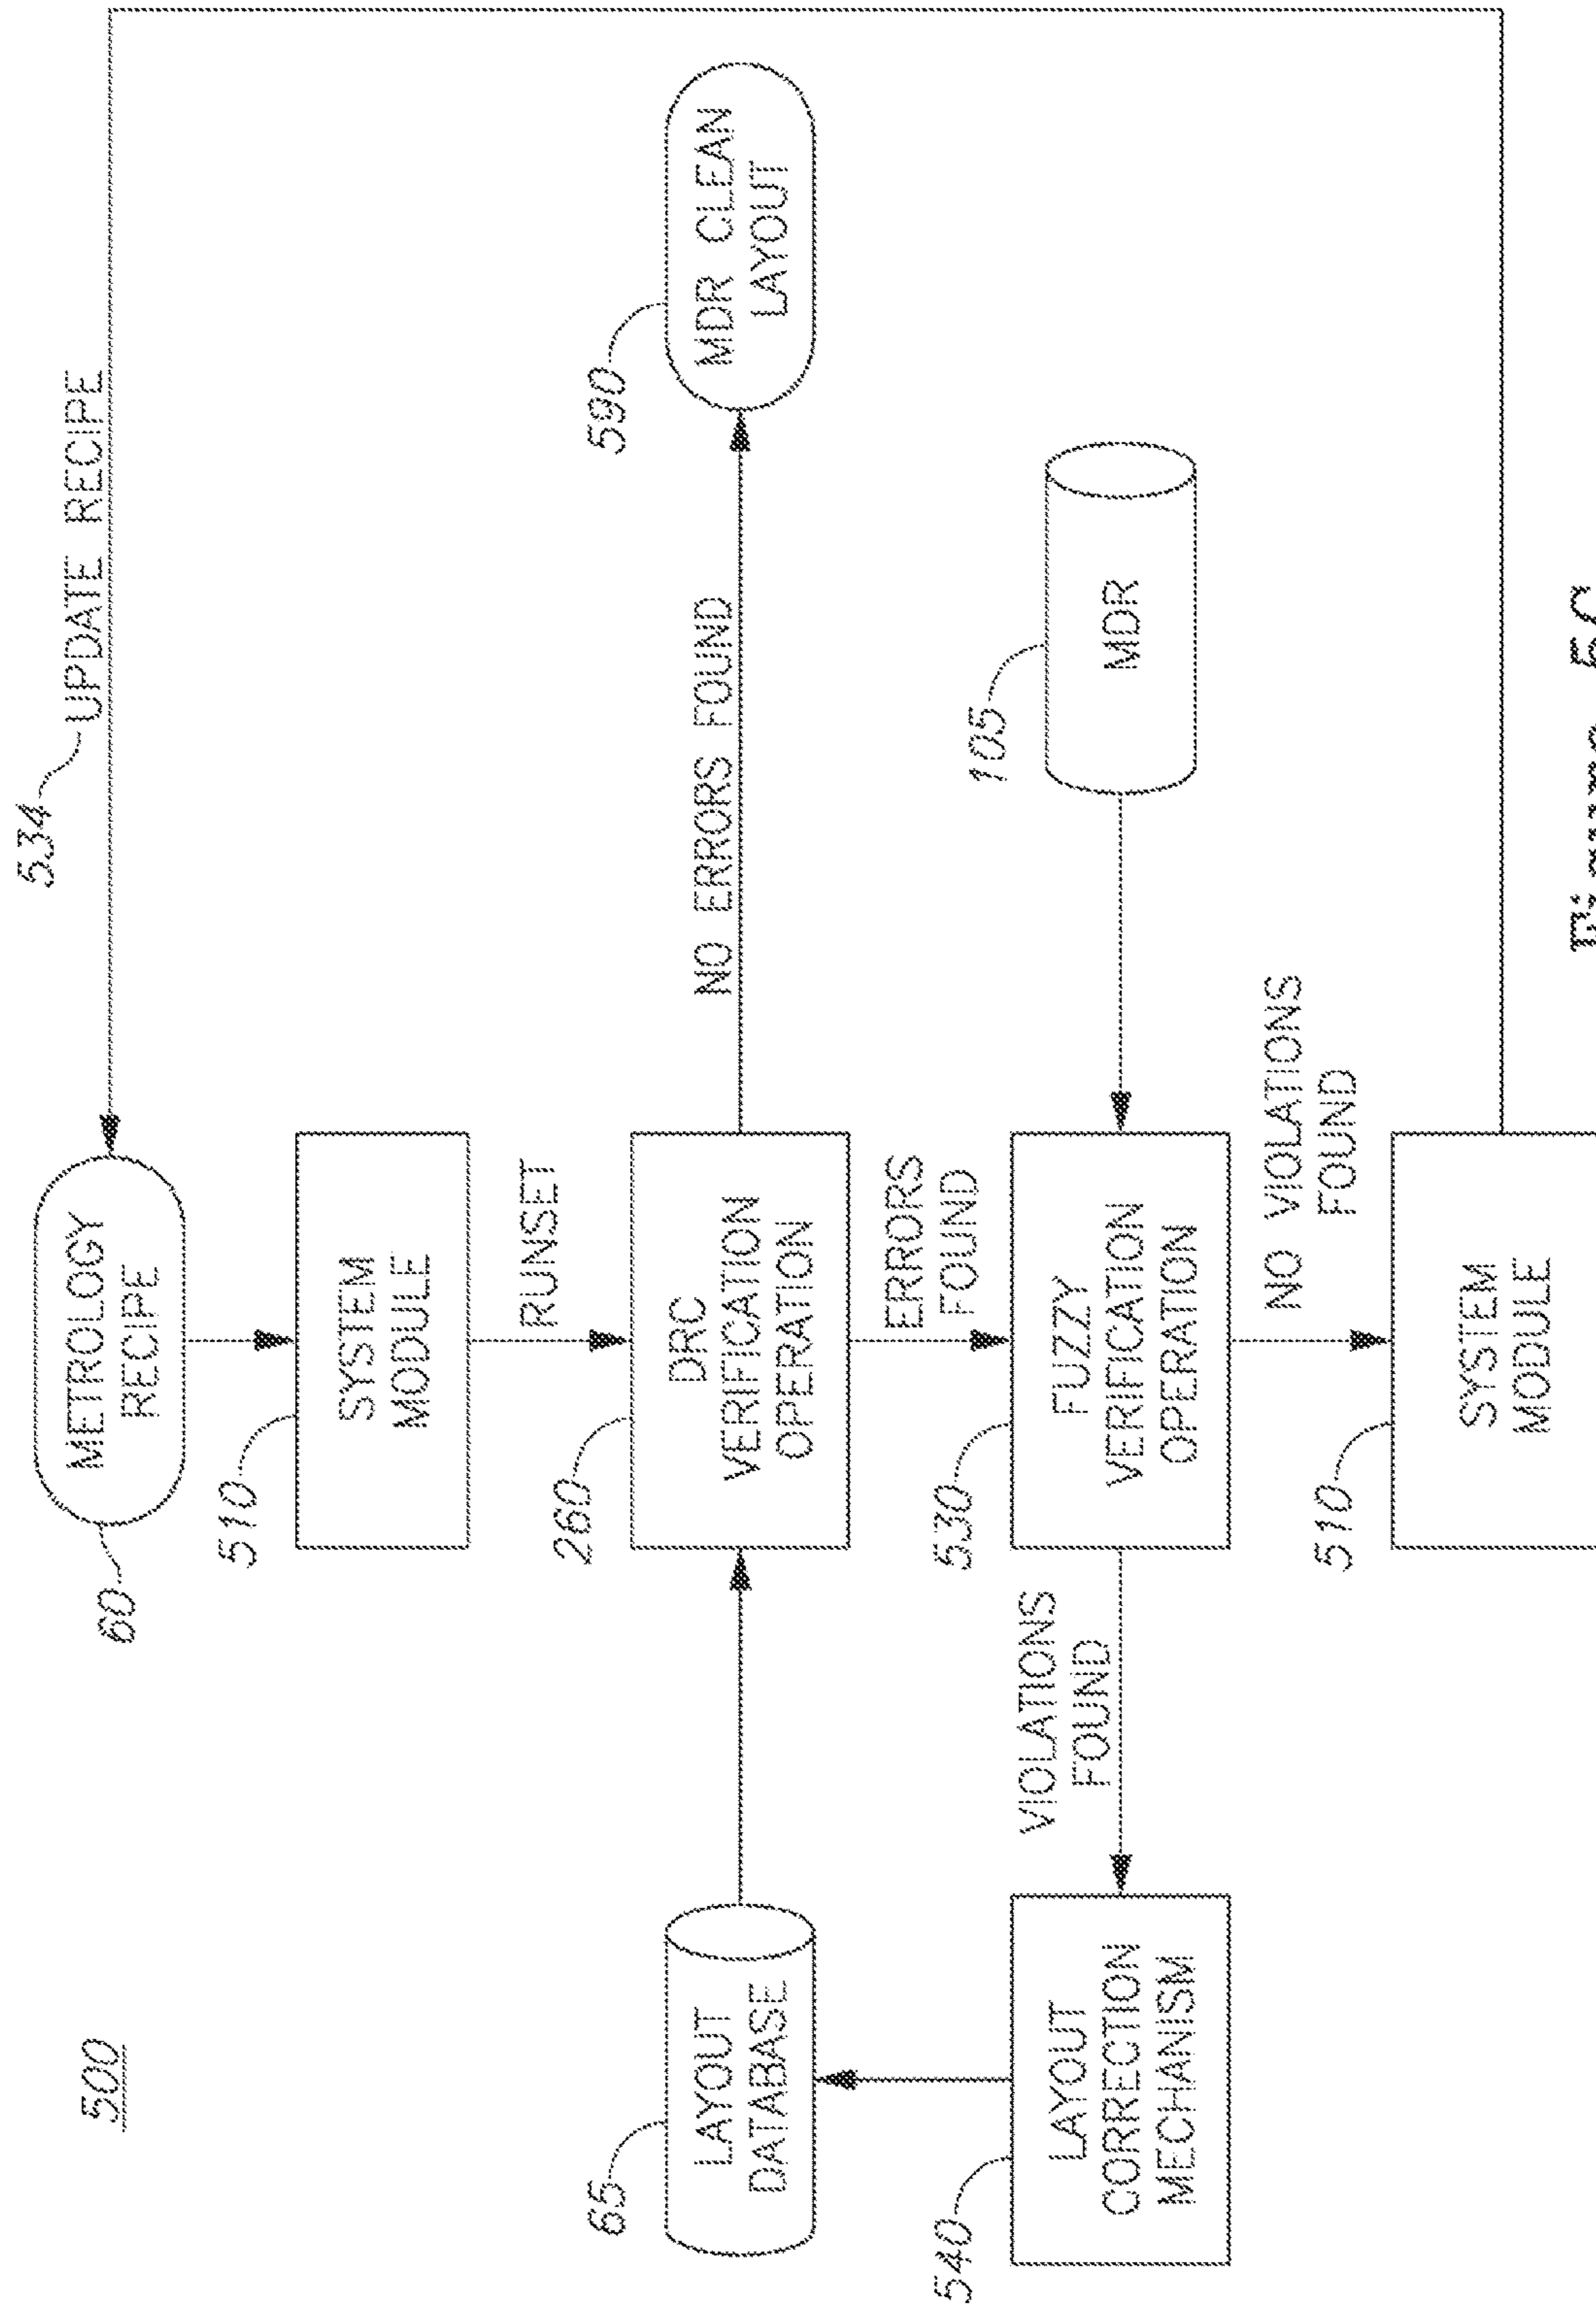 500
534
UPDATE RECIPE
60
METROLOGY
RECIPE
510
SYSTEM
MODULE
RUNSET
65
LAYOUT
DATABASE
260
DRC
VERIFICATION
OPERATION
NO ERRORS FOUND
590
MDR CLEAN
LAYOUT
ERRORS
FOUND
540
LAYOUT
CORRECTION
MECHANISM
VIOLATIONS
FOUND
530
FUZZY
VERIFICATION
OPERATION
105
MDR
NO VIOLATIONS
FOUND
510
SYSTEM
MODULE
Figure 5C